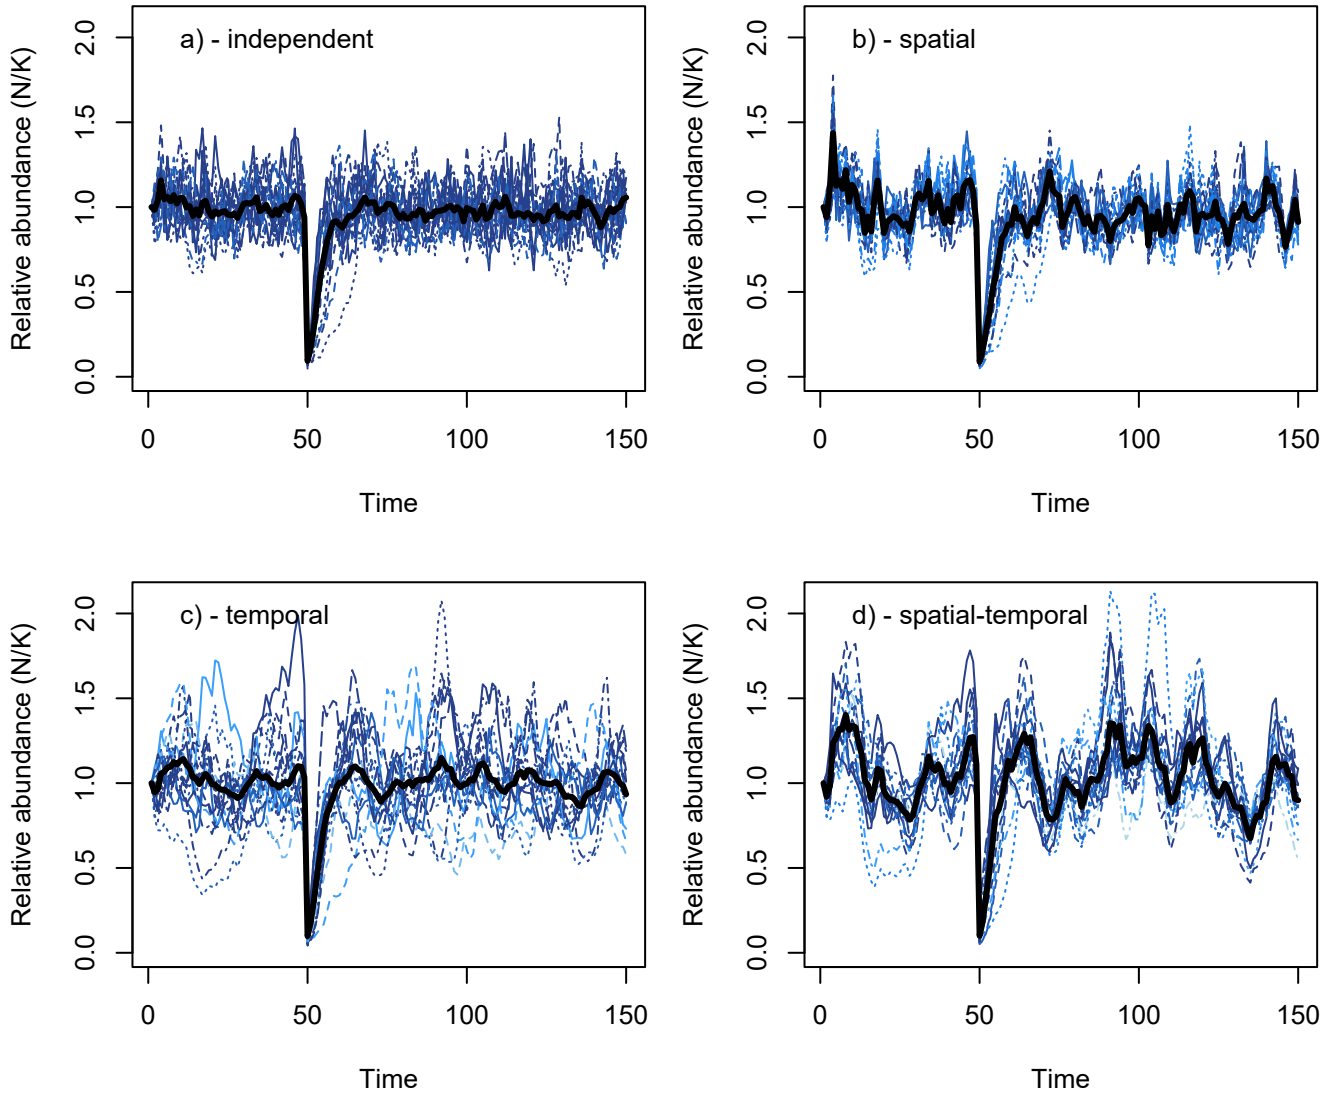 a) - independent
Relative abundance (N/K)
0.0 0.5 1.0 1.5 2.0
0 50 100 150
Time
b) - spatial
Relative abundance (N/K)
0.0 0.5 1.0 1.5 2.0
0 50 100 150
Time
c) - temporal
Relative abundance (N/K)
0.0 0.5 1.0 1.5 2.0
0 50 100 150
Time
d) - spatial-temporal
Relative abundance (N/K)
0.0 0.5 1.0 1.5 2.0
0 50 100 150
Time